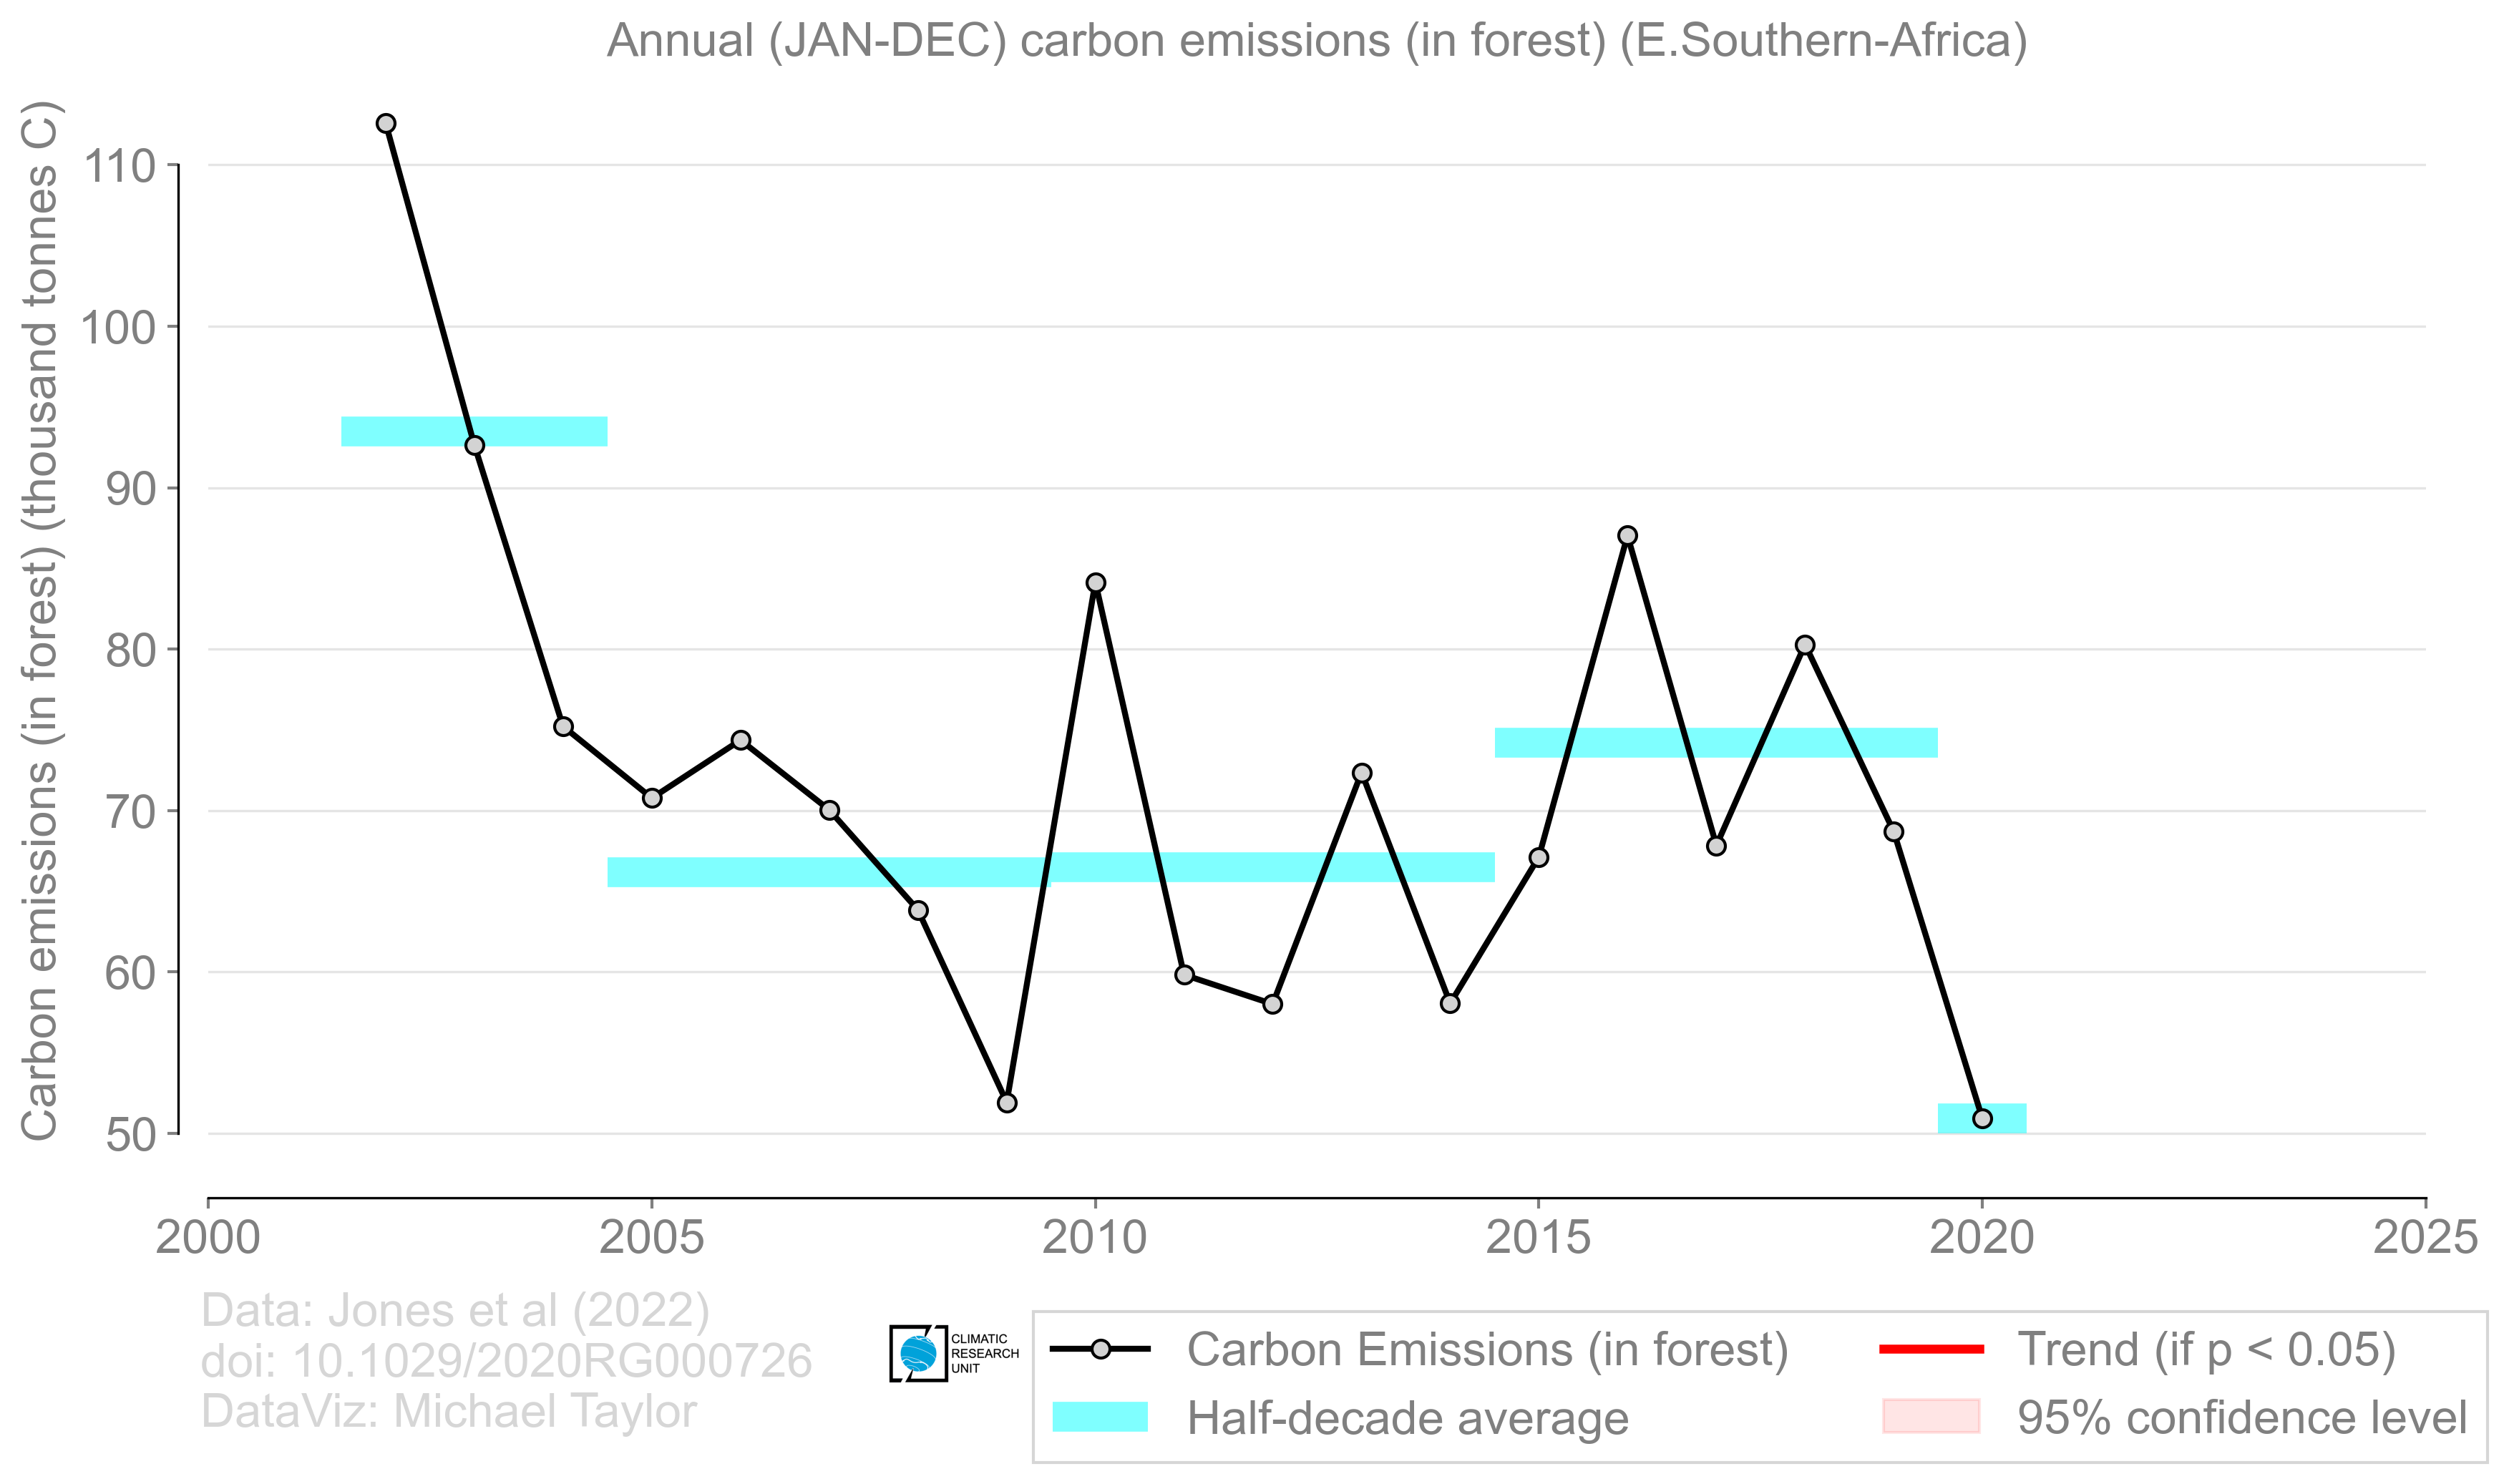 Annual (JAN-DEC) carbon emissions (in forest) (E.Southern-Africa)
Carbon emissions (in forest) (thousand tonnes C)
110
100
90
80
70
60
50
2000
2005
2010
2015
2020
2025
Data: Jones et al (2022)
doi: 10.1029/2020RG000726
DataViz: Michael Taylor
CLIMATIC
RESEARCH
UNIT
Carbon Emissions (in forest)
Half-decade average
Trend (if p < 0.05)
95% confidence level